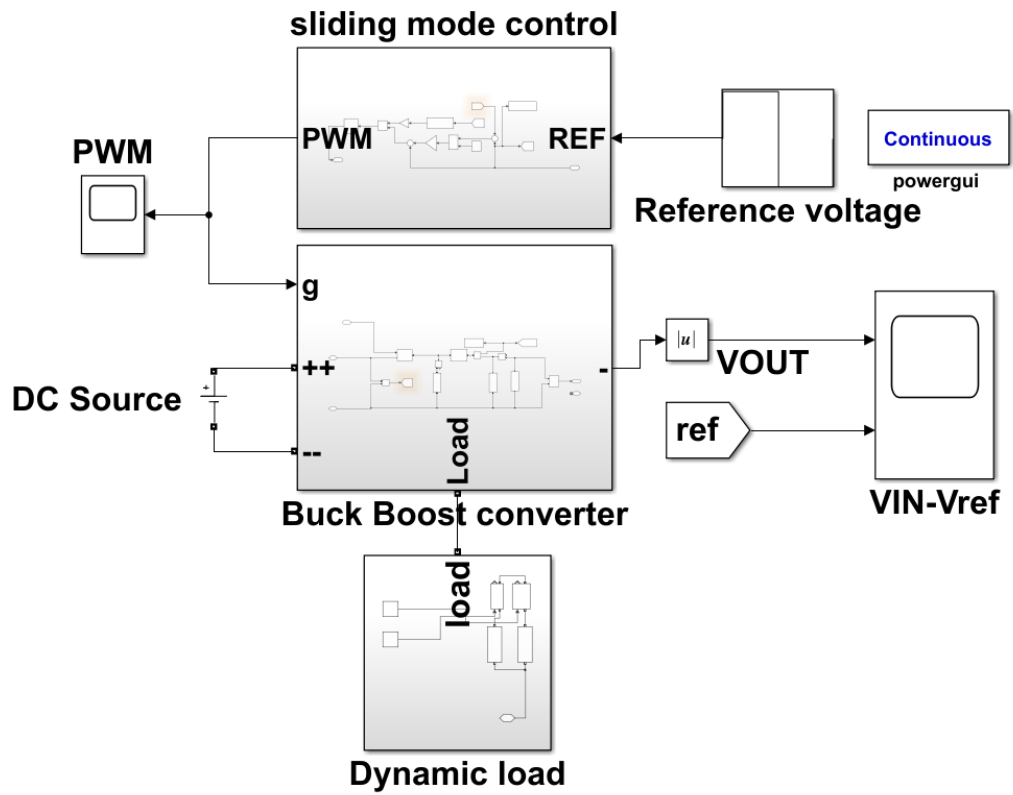 sliding mode control
PWM
PWM
REF
Reference voltage
Continuous
powergui
g
++
--
-
Load
DC Source
Buck Boost converter
|u|
VOUT
ref
VIN-Vref
load
Dynamic load